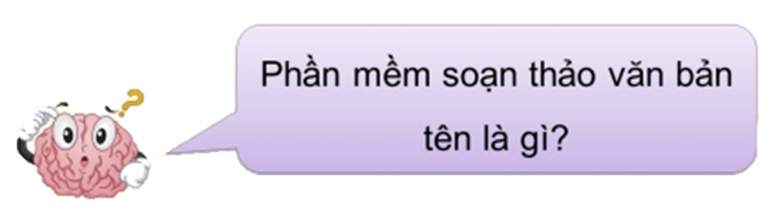 Phần mềm soạn thảo văn bản
tên là gì?